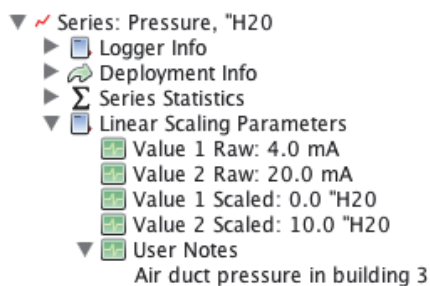 Series: Pressure, "H20
Logger Info
Deployment Info
Series Statistics
Linear Scaling Parameters
Value 1 Raw: 4.0 mA
Value 2 Raw: 20.0 mA
Value 1 Scaled: 0.0 "H20
Value 2 Scaled: 10.0 "H20
User Notes
Air duct pressure in building 3